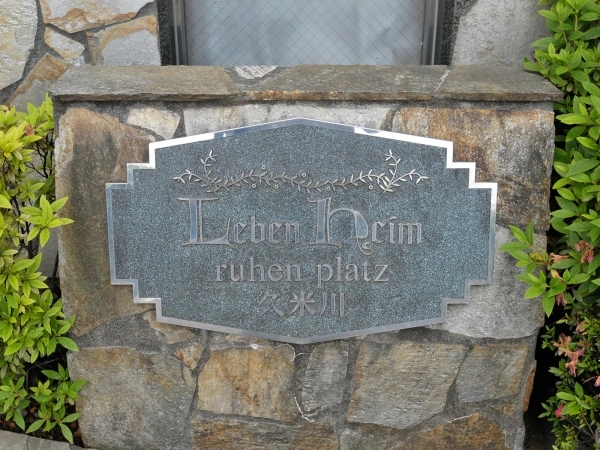 Leben Heim
ruhen platz
久米川